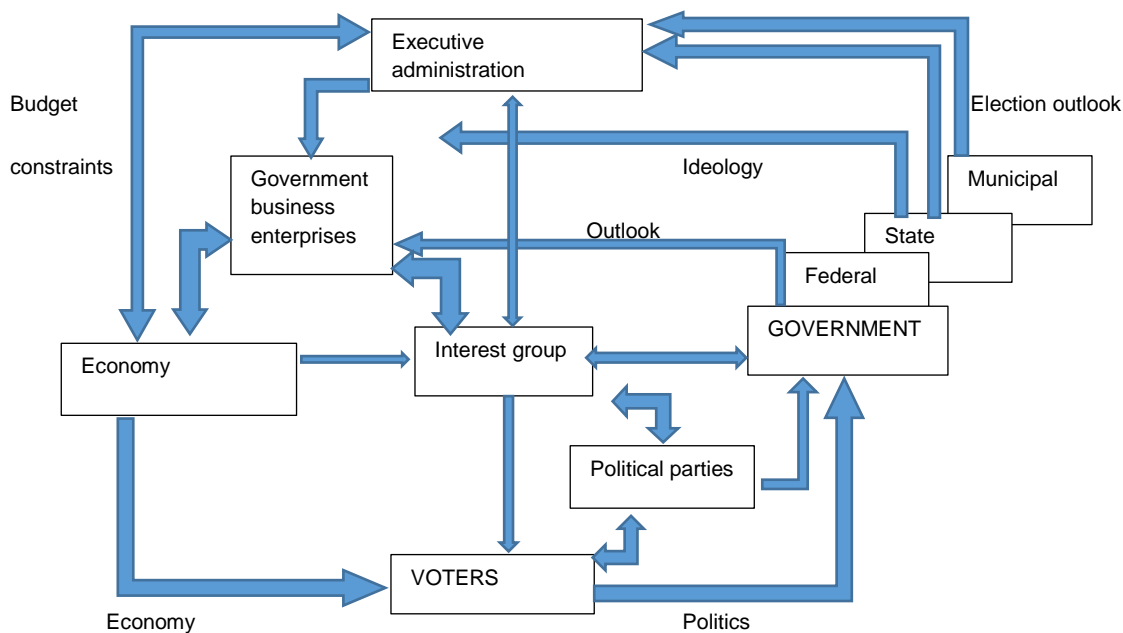 Executive
administration
Budget
constraints
Election outlook
Ideology
Municipal
Government
business
enterprises
Outlook
State
Federal
GOVERNMENT
Economy
Interest group
Political parties
VOTERS
Economy
Politics